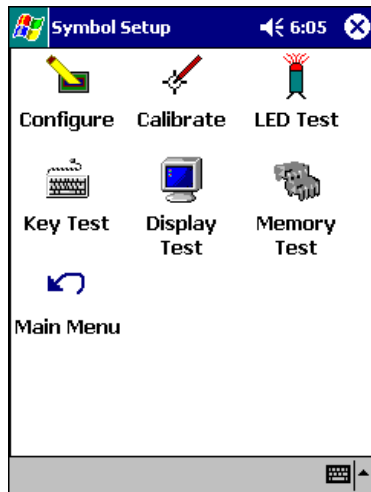 Symbol Setup 6:05
Configure Calibrate LED Test
Key Test Display Test Memory Test
Main Menu